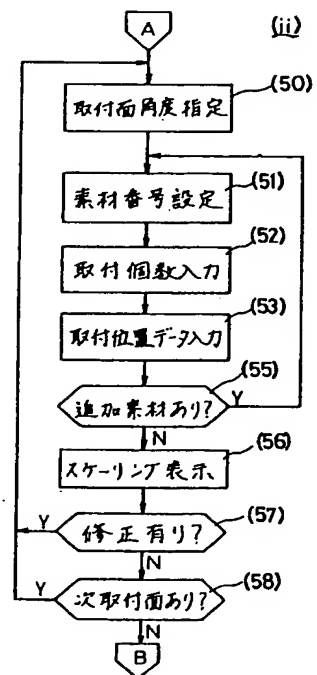 A
(ii)
(50)
取付面角度指定
(51)
素材番号設定
(52)
取付個数入力
(53)
取付位置データ入力
(55)
追加素材あり?
Y
N
(56)
スケーリング表示
(57)
Y
修正有り?
N
(58)
Y
次取付面あり?
N
B